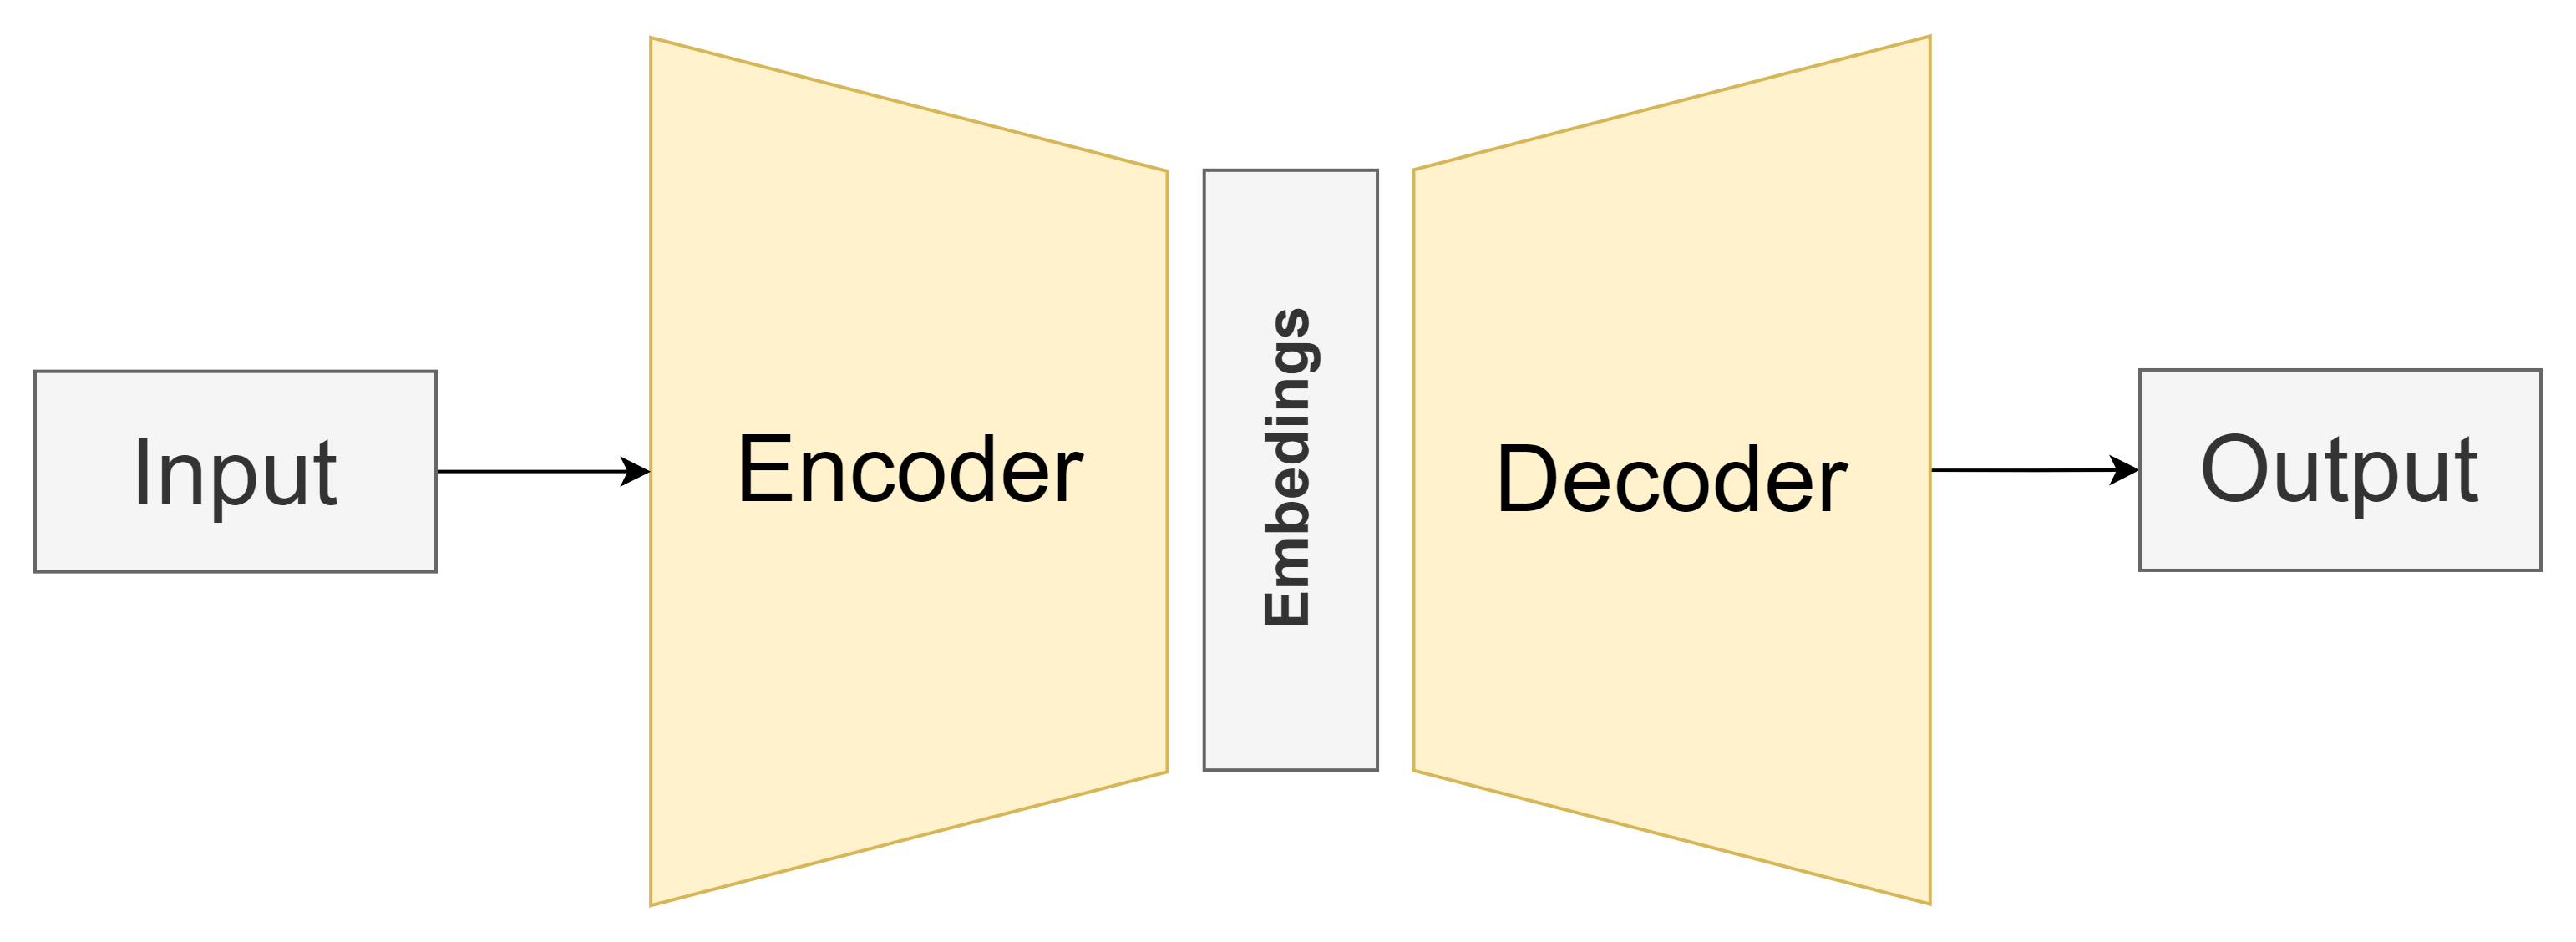 Input
Encoder
Embedings
Decoder
Output